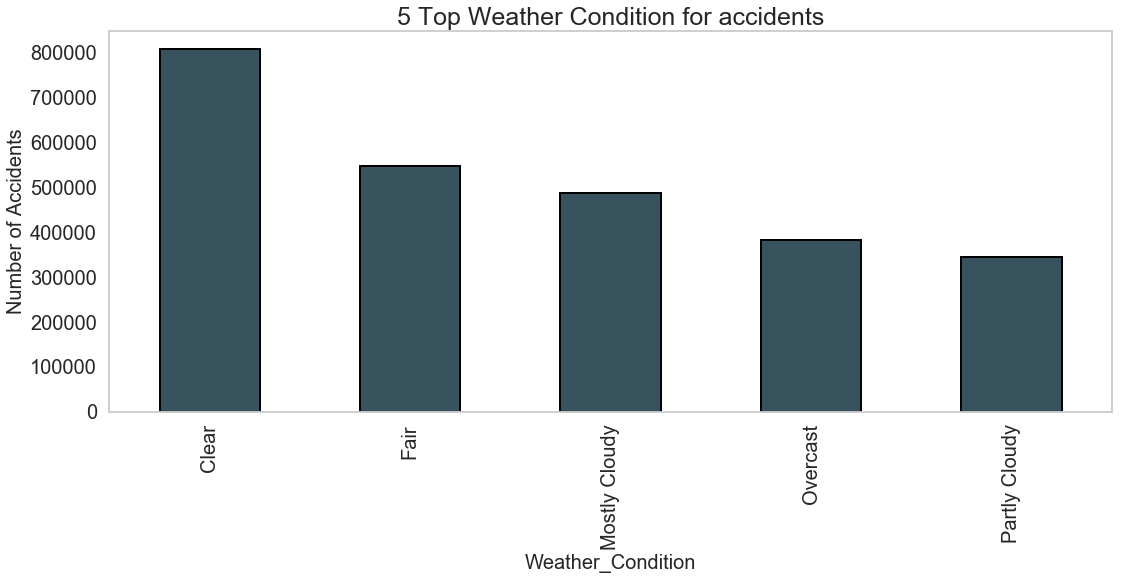 5 Top Weather Condition for accidents
Number of Accidents
800000
700000
600000
500000
400000
300000
200000
100000
0
Clear
Fair
Mostly Cloudy
Overcast
Partly Cloudy
Weather_Condition